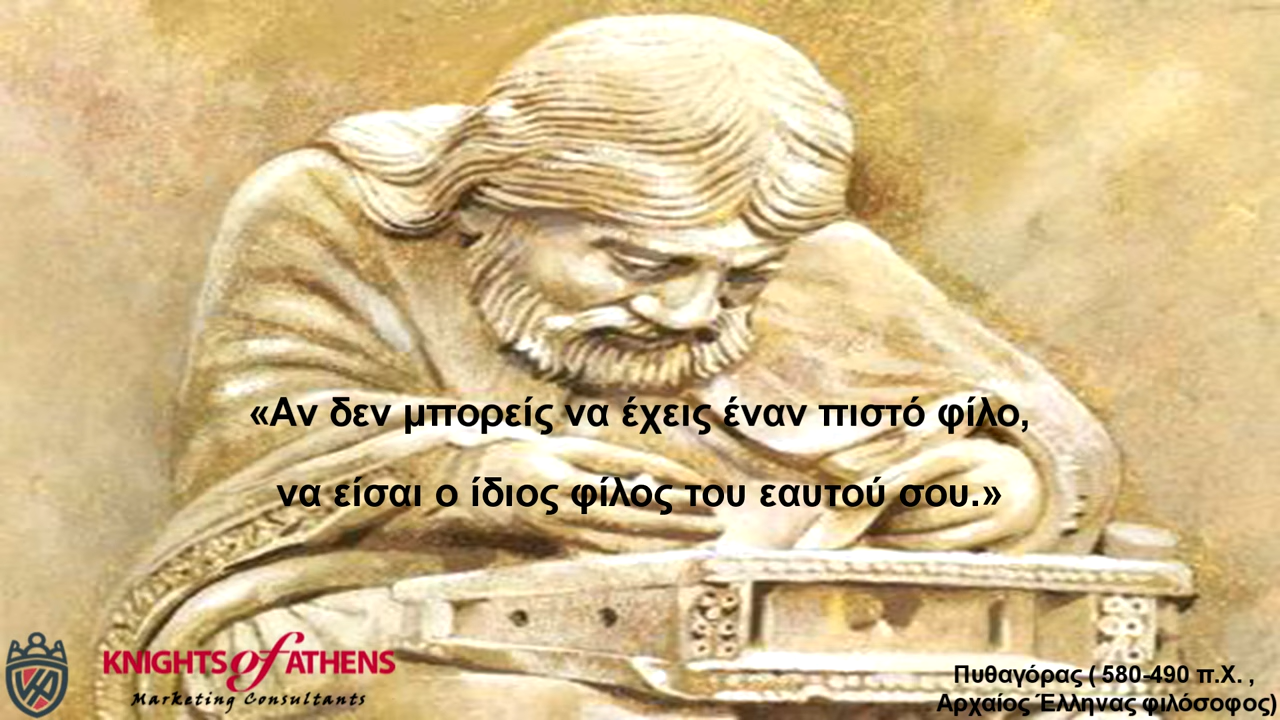 «Αν δεν μπορείς να έχεις έναν πιστό φίλο,
να είσαι ο ίδιος φίλος του εαυτού σου.»
KNIGHTS of ATHENS
Marketing Consultants
Πυθαγόρας ( 580-490 π.Χ. ,
Αρχαίος Έλληνας φιλόσοφος)